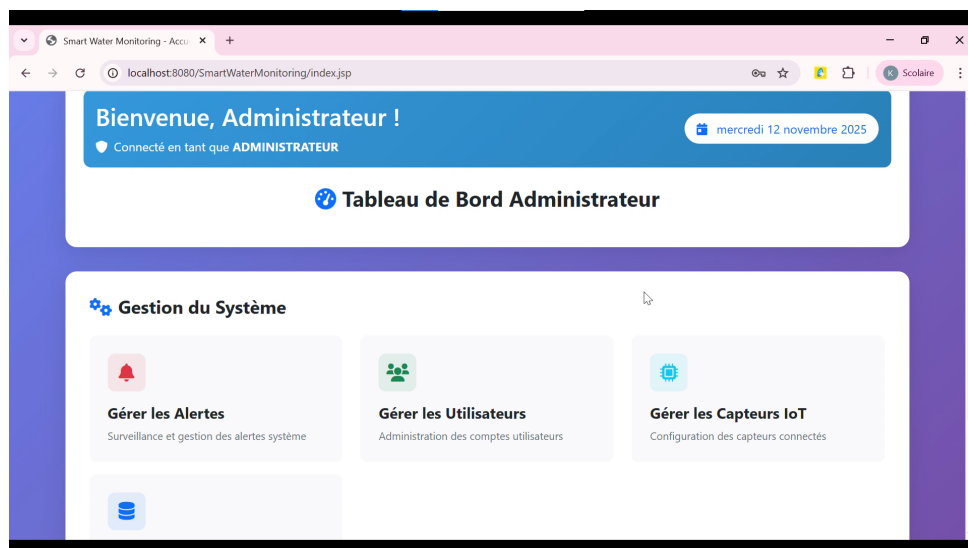 Smart Water Monitoring - Accu
localhost:8080/SmartWaterMonitoring/index.jsp
K
Scolaire
Bienvenue, Administrateur !
mercredi 12 novembre 2025
Connecté en tant que ADMINISTRATEUR
Tableau de Bord Administrateur
Gestion du Système
Gérer les Alertes
Surveillance et gestion des alertes système
Gérer les Utilisateurs
Administration des comptes utilisateurs
Gérer les Capteurs IoT
Configuration des capteurs connectés